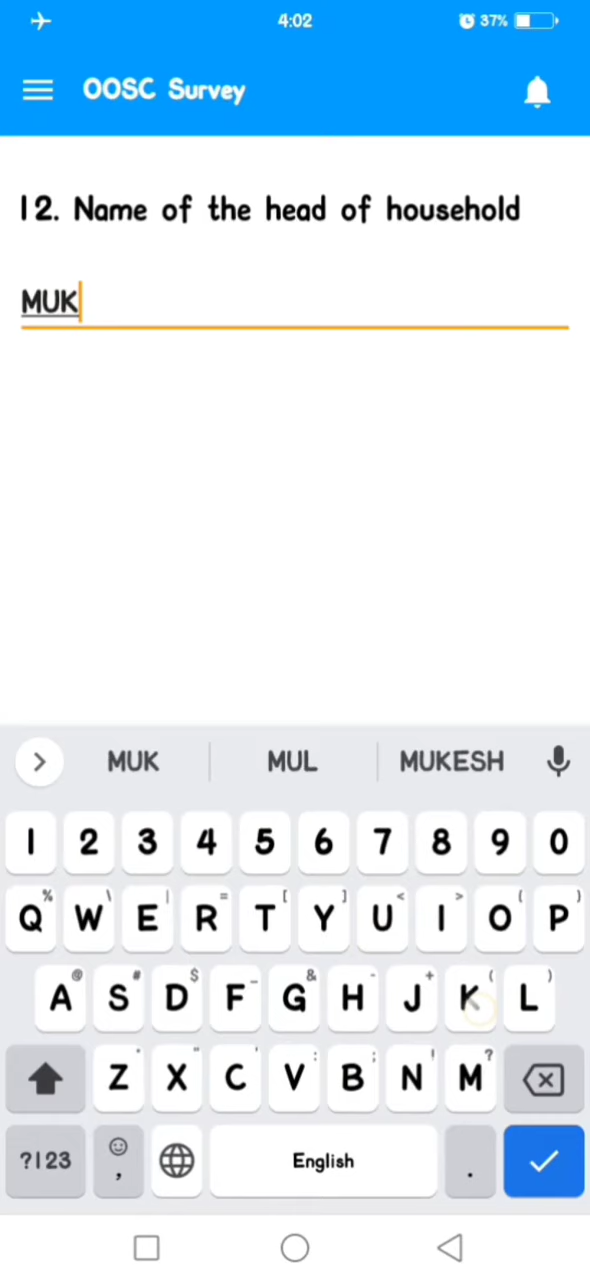 4:02
37%
OOSC Survey
12. Name of the head of household
MUK
MUK MUL MUKESH
1 2 3 4 5 6 7 8 9 0
% \ | = [ ] < > { }
Q W E R T Y U I O P
@ # $ _ & - + ( )
A S D F G H J K L
* " ' : ; ! ?
Z X C V B N M
?123 , English .